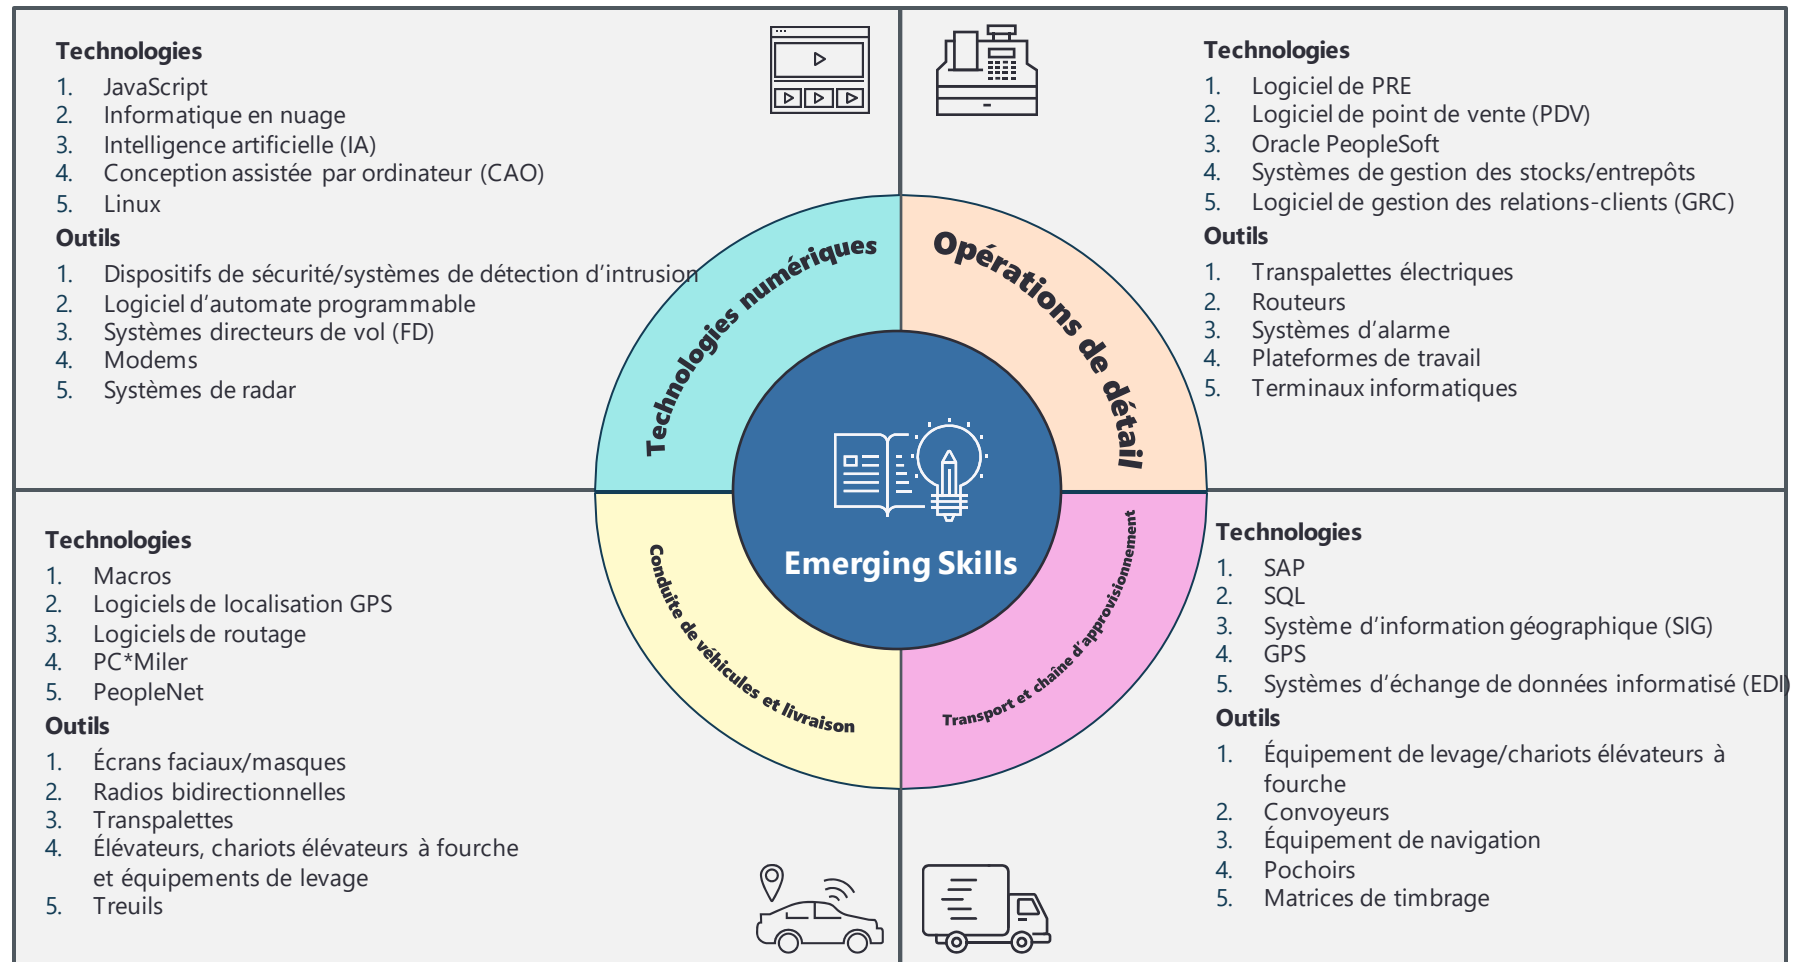 Technologies
1. JavaScript
2. Informatique en nuage
3. Intelligence artificielle (IA)
4. Conception assistée par ordinateur (CAO)
5. Linux
Outils
1. Dispositifs de sécurité/systèmes de détection d’intrusion
2. Logiciel d’automate programmable
3. Systèmes directeurs de vol (FD)
4. Modems
5. Systèmes de radar
Technologies
1. Logiciel de PRE
2. Logiciel de point de vente (PDV)
3. Oracle PeopleSoft
4. Systèmes de gestion des stocks/entrepôts
5. Logiciel de gestion des relations-clients (GRC)
Outils
1. Transpalettes électriques
2. Routeurs
3. Systèmes d’alarme
4. Plateformes de travail
5. Terminaux informatiques
Technologies numériques
Opérations de détail
Emerging Skills
Conduite de véhicules et livraison
Transport et chaîne d’approvisionnement
Technologies
1. Macros
2. Logiciels de localisation GPS
3. Logiciels de routage
4. PC*Miler
5. PeopleNet
Outils
1. Écrans faciaux/masques
2. Radios bidirectionnelles
3. Transpalettes
4. Élévateurs, chariots élévateurs à fourche
et équipements de levage
5. Treuils
Technologies
1. SAP
2. SQL
3. Système d’information géographique (SIG)
4. GPS
5. Systèmes d’échange de données informatisé (EDI)
Outils
1. Équipement de levage/chariots élévateurs à
fourche
2. Convoyeurs
3. Équipement de navigation
4. Pochoirs
5. Matrices de timbrage